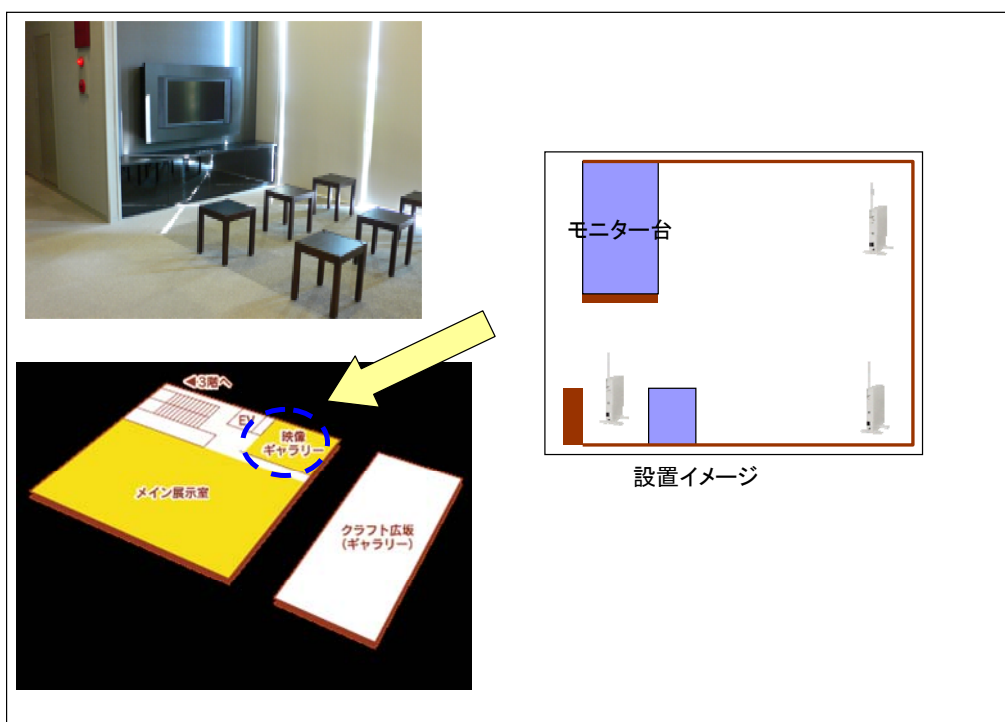 モニター台
設置イメージ
◀3階へ
EV
映像
ギャラリー
メイン展示室
クラフト広坂
(ギャラリー)